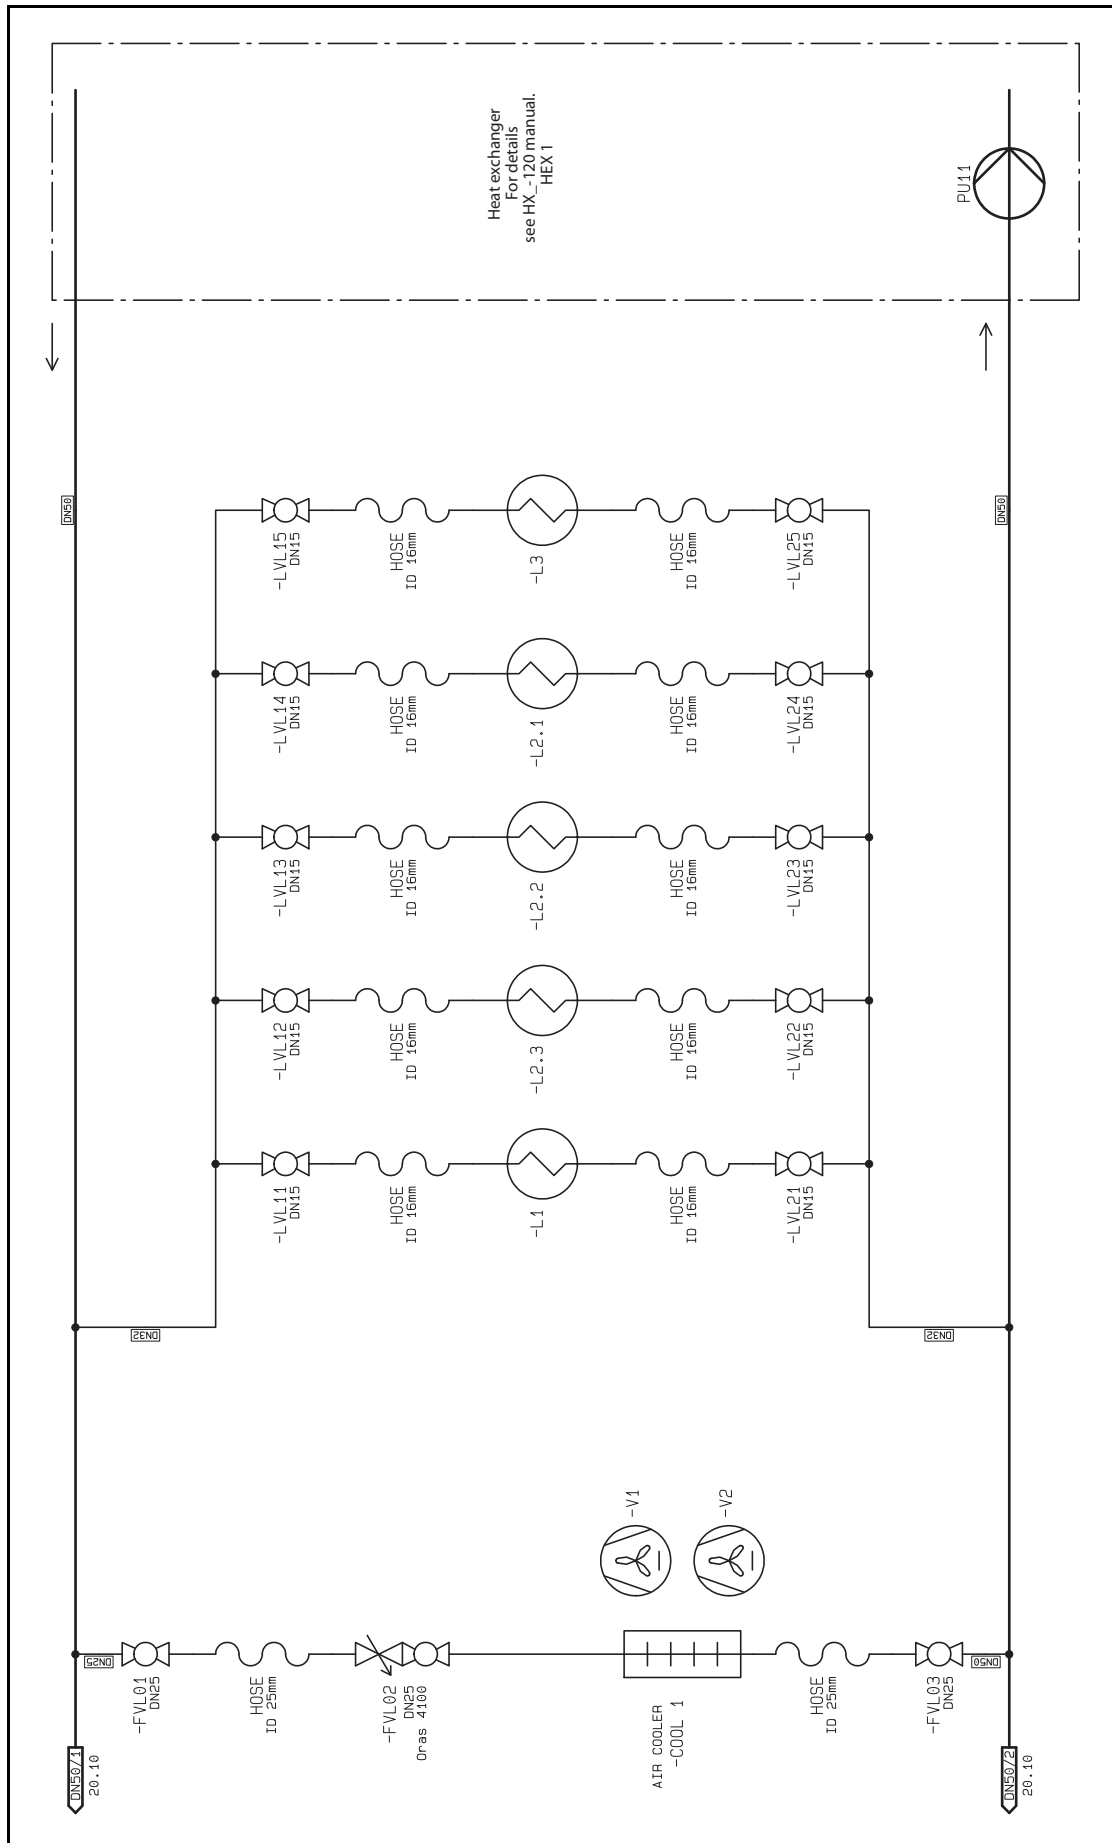 Heat exchanger
For details
see HX_-120 manual.
HEX 1
PU11
DN50
DN50
-LVL15
DN15
HOSE
ID 16mm
-L3
HOSE
ID 16mm
-LVL25
DN15
-LVL14
DN15
HOSE
ID 16mm
-L2.1
HOSE
ID 16mm
-LVL24
DN15
-LVL13
DN15
HOSE
ID 16mm
-L2.2
HOSE
ID 16mm
-LVL23
DN15
-LVL12
DN15
HOSE
ID 16mm
-L2.3
HOSE
ID 16mm
-LVL22
DN15
-LVL11
DN15
HOSE
ID 16mm
-L1
HOSE
ID 16mm
-LVL21
DN15
DN32
DN32
-V1
-V2
DN25
-FVL01
DN25
HOSE
ID 25mm
-FVL02
DN25
Oras 4100
AIR COOLER
-COOL 1
HOSE
ID 25mm
-FVL03
DN25
DN50
DN50/1
20.10
DN50/2
20.10